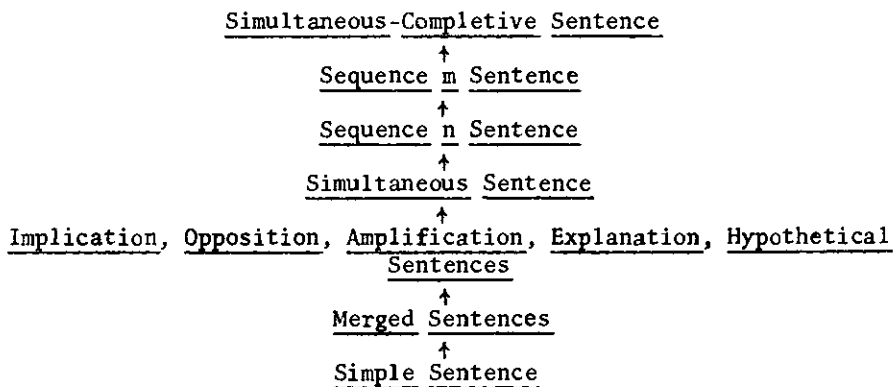 Simultaneous-Completive Sentence
↑
Sequence m Sentence
↑
Sequence n Sentence
↑
Simultaneous Sentence
↑
Implication, Opposition, Amplification, Explanation, Hypothetical
Sentences
↑
Merged Sentences
↑
Simple Sentence